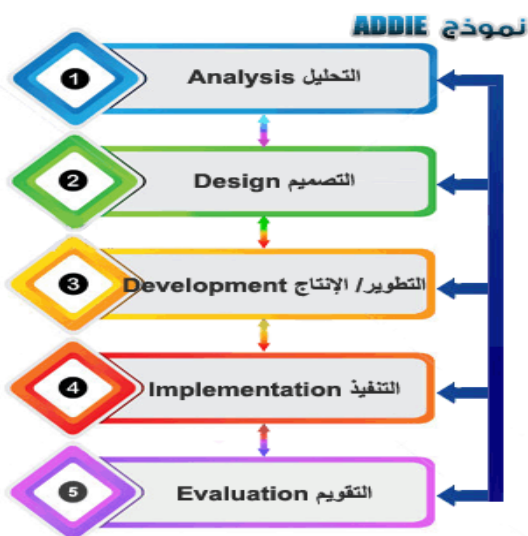 نموذج ADDIE
1
التحليل Analysis
2
التصميم Design
3
التطوير/ الإنتاج Development
4
التنفيذ Implementation
5
التقويم Evaluation